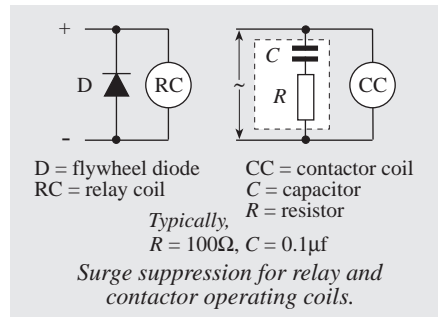 +
D
RC
-
~
C
R
CC
D = flywheel diode
RC = relay coil
CC = contactor coil
C = capacitor
R = resistor
Typically,
R = 100Ω, C = 0.1µf
Surge suppression for relay and
contactor operating coils.